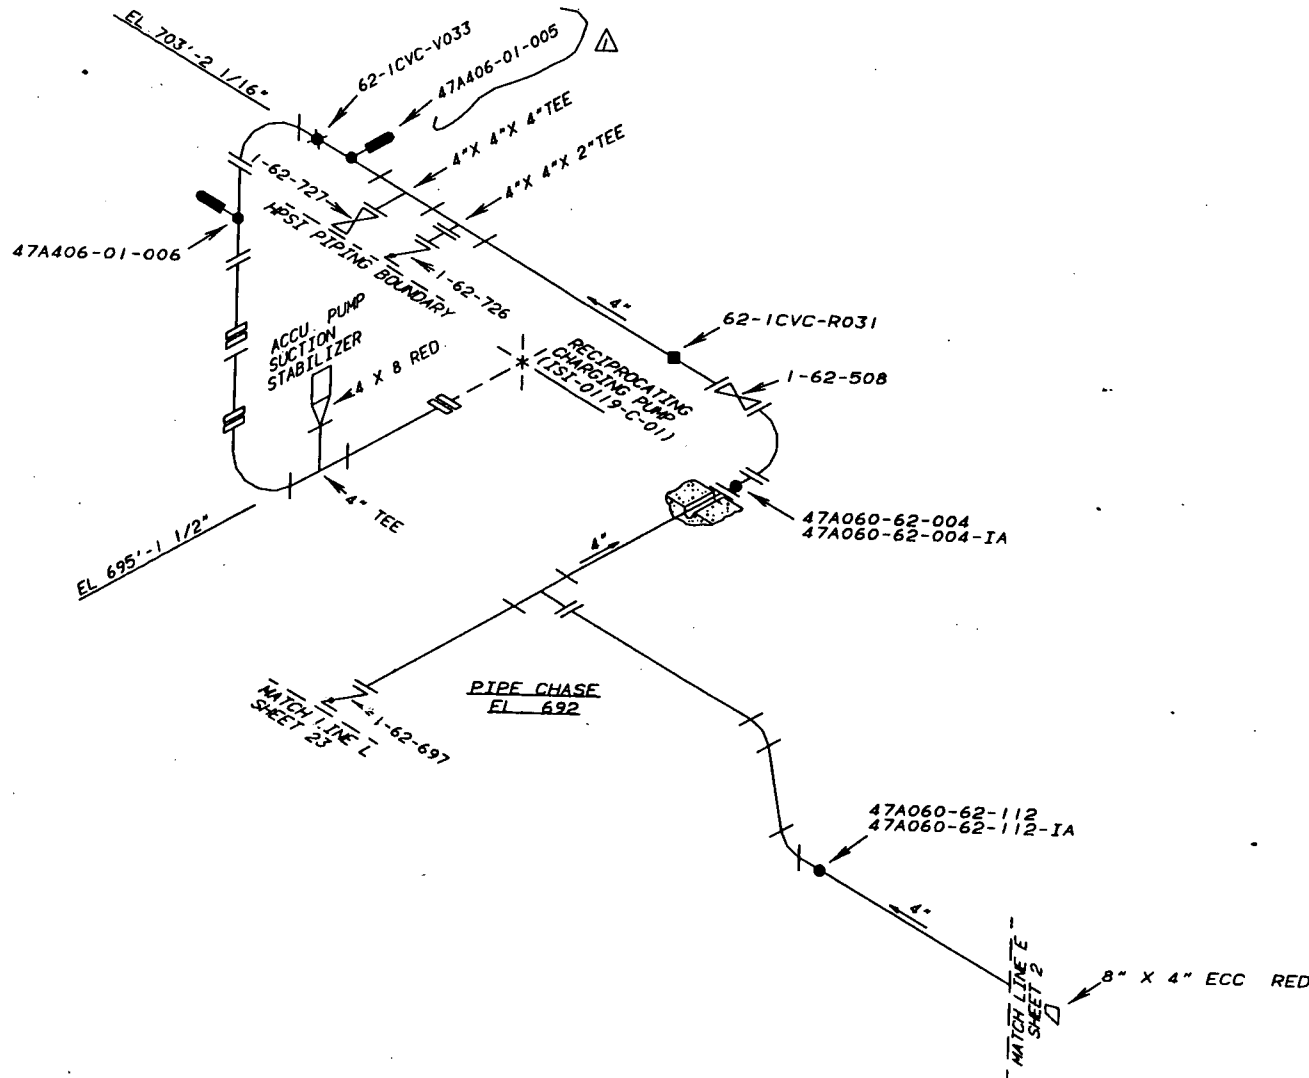 EL. 703'-2 1/16"
62-1CVC-V033
47A406-01-005
1
4"X 4"X 4"TEE
4"X 4"X 2"TEE
1-62-727
HPSI PIPING BOUNDARY
1-62-726
47A406-01-006
ACCU. PUMP
SUCTION
STABILIZER
4 X 8 RED.
4"
62-1CVC-R031
RECIPROCATING
CHARGING PUMP
(ISI-0119-C-01)
1-62-508
4" TEE
EL 695'-1 1/2"
47A060-62-004
47A060-62-004-IA
4"
PIPE CHASE
EL. 692
MATCH LINE L
SHEET 23
1-62-697
47A060-62-112
47A060-62-112-IA
4"
MATCH LINE E
SHEET 2
8" X 4" ECC RED